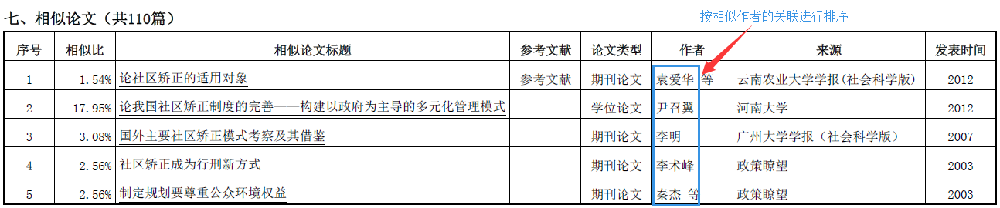 按相似作者的关联进行排序
七、相似论文（共110篇）
序号 相似比 相似论文标题 参考文献 论文类型 作者 来源 发表时间
1 1.54% 论社区矫正的适用对象 参考文献 期刊论文 袁爱华 等 云南农业大学学报(社会科学版) 2012
2 17.95% 论我国社区矫正制度的完善——构建以政府为主导的多元化管理模式 学位论文 尹召翼 河南大学 2012
3 3.08% 国外主要社区矫正模式考察及其借鉴 期刊论文 李明 广州大学学报（社会科学版） 2007
4 2.56% 社区矫正成为行刑新方式 期刊论文 李术峰 政策瞭望 2003
5 2.56% 制定规划要尊重公众环境权益 期刊论文 秦杰 等 政策瞭望 2003